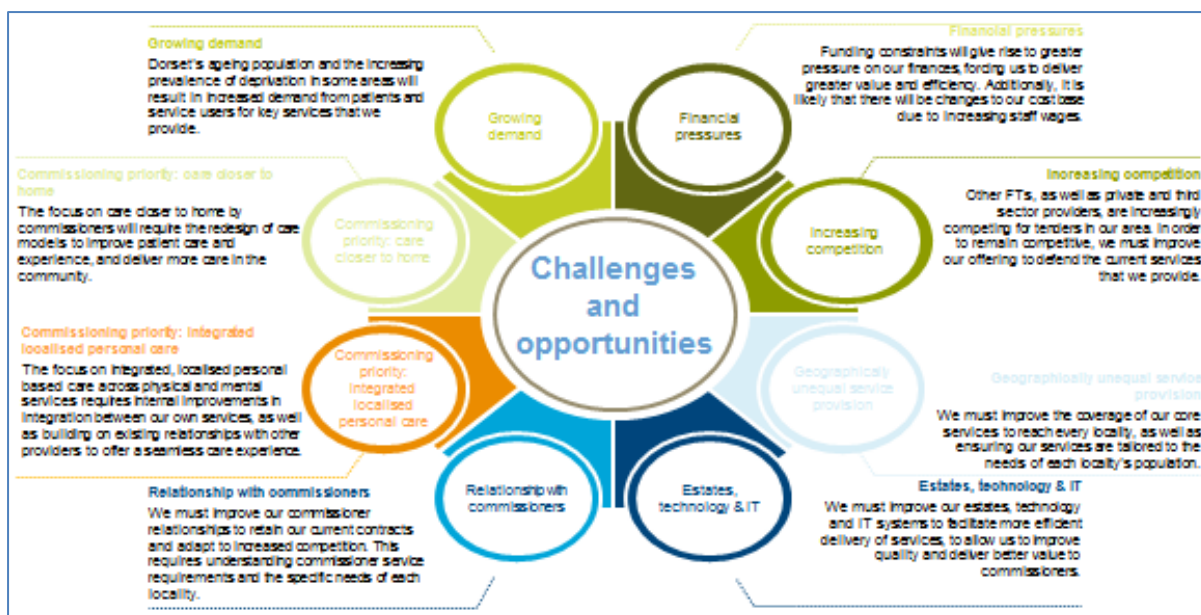 Growing demand
Dorset's ageing population and the increasing
prevalence of deprivation in some areas will
result in increased demand from patients and
service users for key services that we
provide.
Commissioning priority: care closer to
home
The focus on care closer to home by
commissioners will require the redesign of care
models to improve patient care and
experience, and deliver more care in the
community.
Commissioning priority: integrated
localised personal care
The focus on integrated, localised personal
based care across physical and mental
services requires internal improvements in
integration between our own services, as well
as building on existing relationships with other
providers to offer a seamless care experience.
Relationship with commissioners
We must improve our commissioner
relationships to retain our current contracts
and adapt to increased competition. This
requires understanding commissioner service
requirements and the specific needs of each
locality.
Growing
demand
Financial
pressures
Commissioning
priority: care
closer to home
Increasing
competition
Challenges
and
opportunities
Commissioning
priority:
integrated
localised
personal care
Geographically
unequal service
provision
Relationship with
commissioners
Estates,
technology & IT
Financial pressures
Funding constraints will give rise to greater
pressure on our finances, forcing us to deliver
greater value and efficiency. Additionally, it is
likely that there will be changes to our cost base
due to increasing staff wages.
Increasing competition
Other FTs, as well as private and third
sector providers, are increasingly
competing for tenders in our area. In order
to remain competitive, we must improve
our offering to defend the current services
that we provide.
Geographically unequal service
provision
We must improve the coverage of our core
services to reach every locality, as well as
ensuring our services are tailored to the
needs of each locality's population.
Estates, technology & IT
We must improve our estates, technology
and IT systems to facilitate more efficient
delivery of services, to allow us to improve
quality and deliver better value to
commissioners.